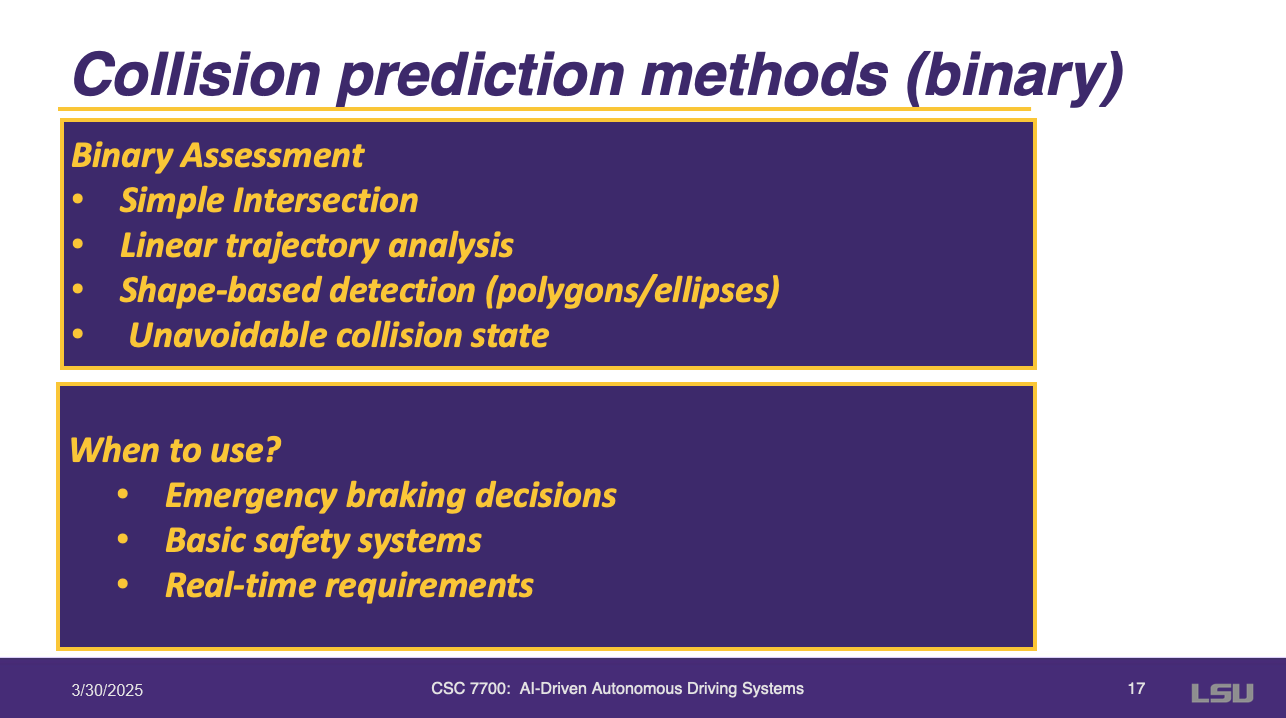 Collision prediction methods (binary)
Binary Assessment
• Simple Intersection
• Linear trajectory analysis
• Shape-based detection (polygons/ellipses)
• Unavoidable collision state
When to use?
• Emergency braking decisions
• Basic safety systems
• Real-time requirements
3/30/2025
CSC 7700: AI-Driven Autonomous Driving Systems
17
LSU